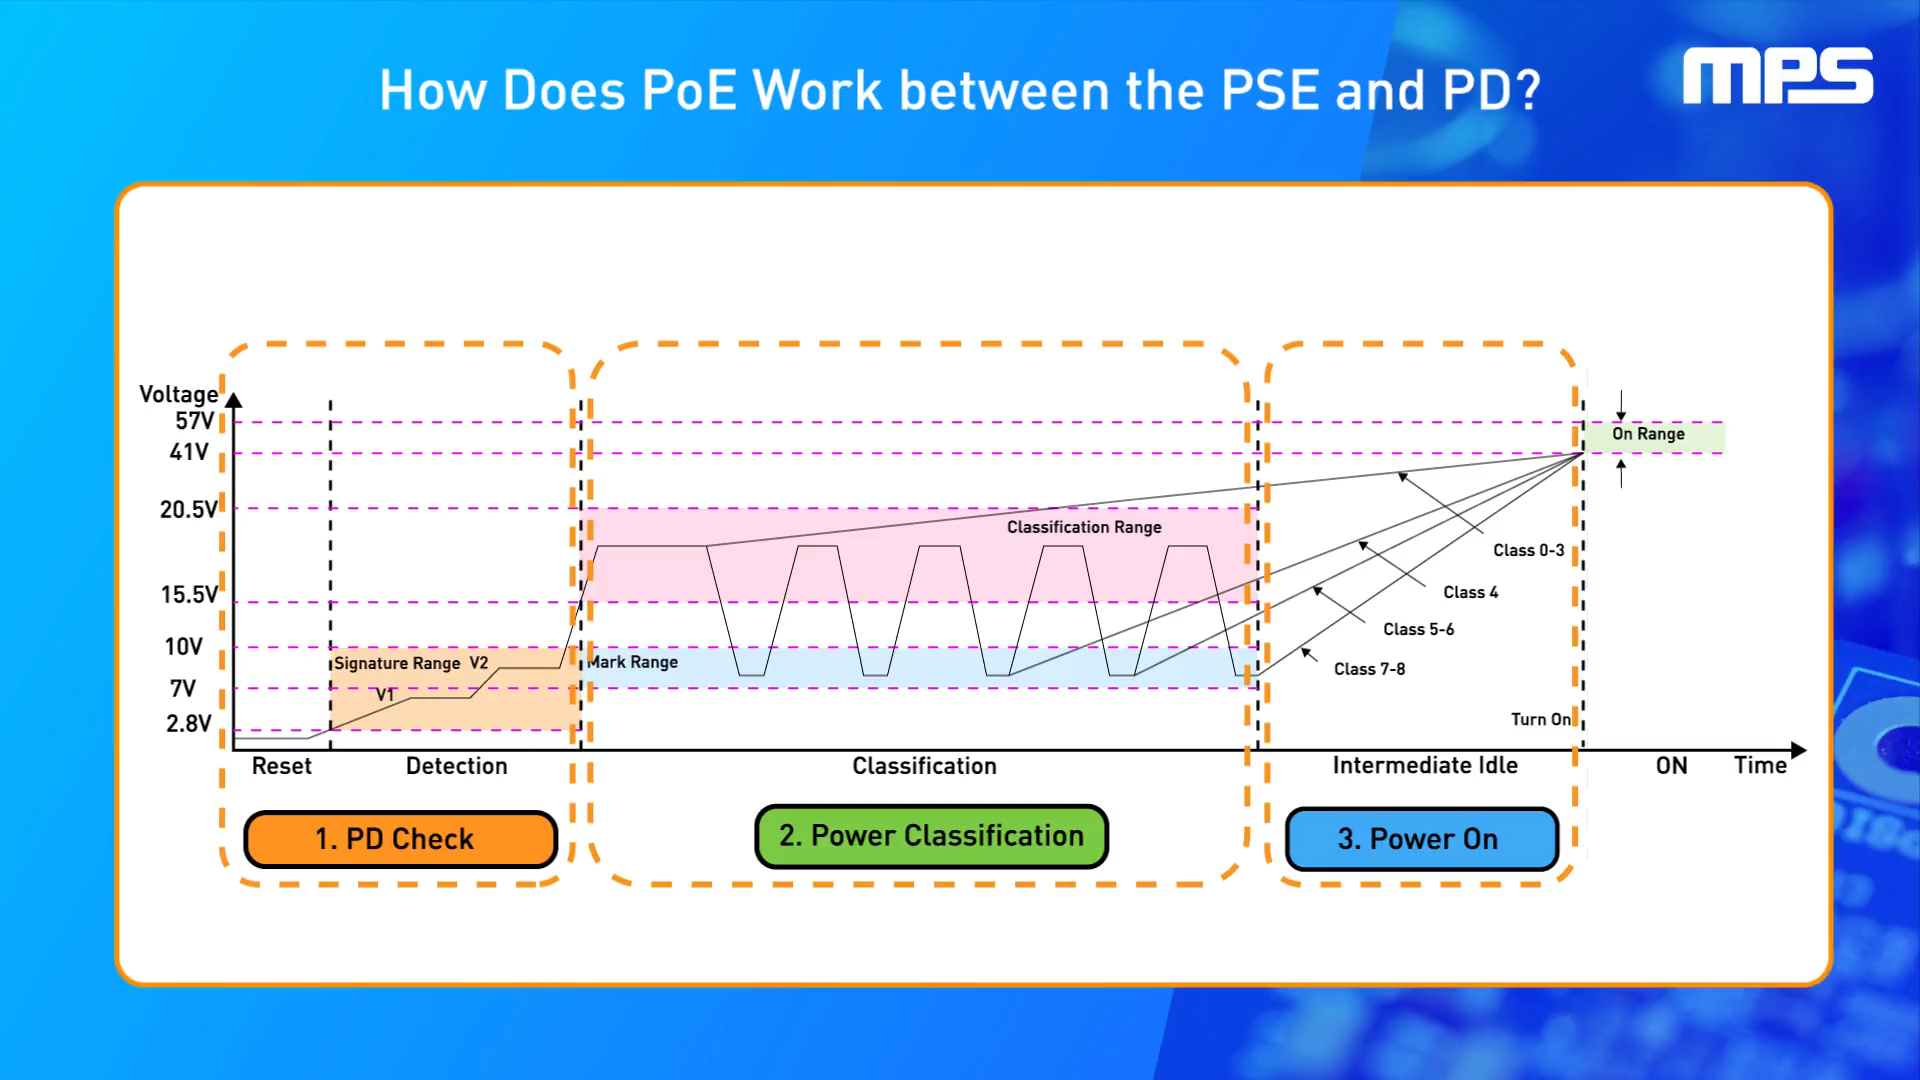 How Does PoE Work between the PSE and PD?
MPS
Voltage
57V
41V
20.5V
15.5V
10V
7V
2.8V
On Range
Classification Range
Class 0-3
Class 4
Class 5-6
Class 7-8
Signature Range V2
V1
Mark Range
Turn On
Reset
Detection
Classification
Intermediate Idle
ON
Time
1. PD Check
2. Power Classification
3. Power On